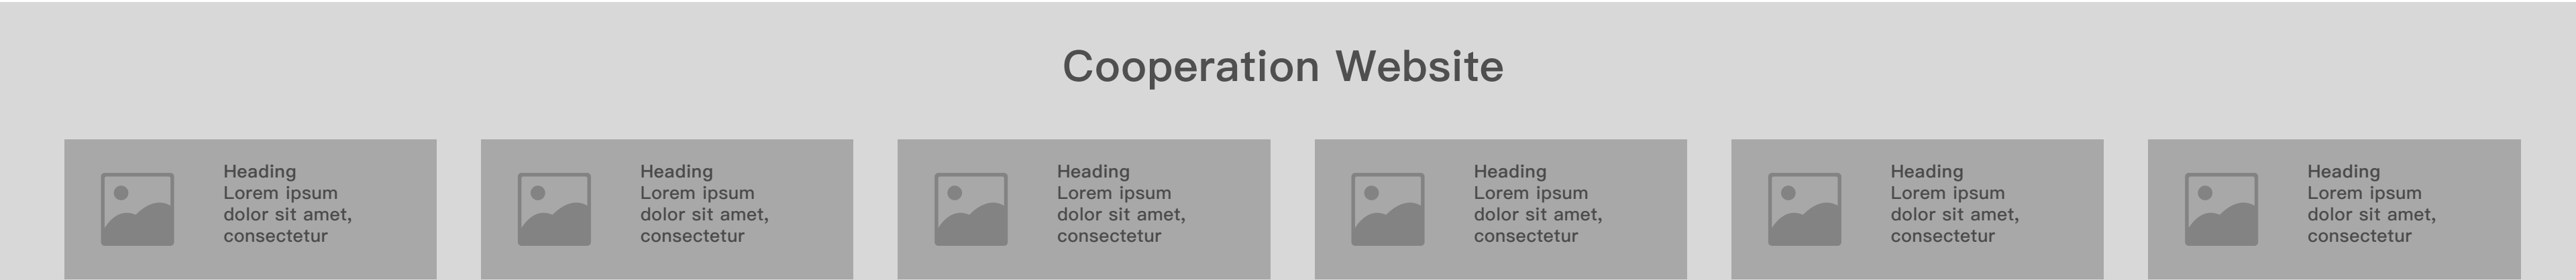 Cooperation Website
Heading
Lorem ipsum
dolor sit amet,
consectetur
Heading
Lorem ipsum
dolor sit amet,
consectetur
Heading
Lorem ipsum
dolor sit amet,
consectetur
Heading
Lorem ipsum
dolor sit amet,
consectetur
Heading
Lorem ipsum
dolor sit amet,
consectetur
Heading
Lorem ipsum
dolor sit amet,
consectetur